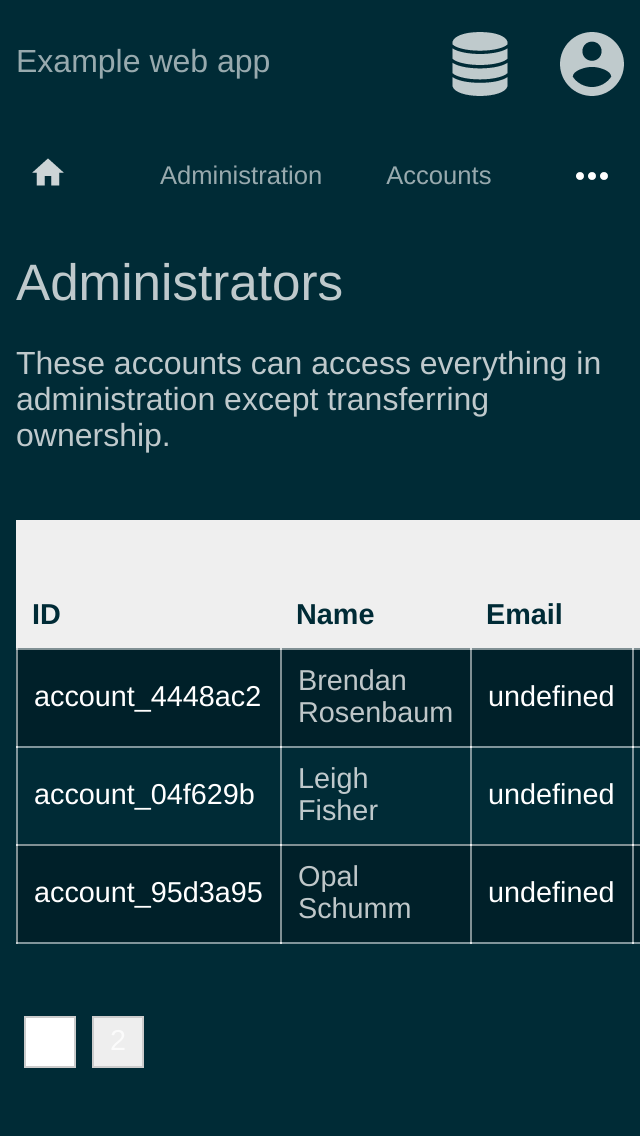 Example web app
Administration Accounts
Administrators
These accounts can access everything in
administration except transferring
ownership.
ID Name Email
account_4448ac2 Brendan Rosenbaum undefined
account_04f629b Leigh Fisher undefined
account_95d3a95 Opal Schumm undefined
2